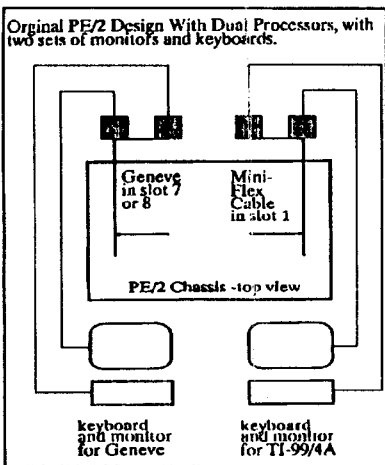 Orginal PE/2 Design With Dual Processors, with
two sets of monitors and keyboards.
Geneve
in slot 7
or 8
Mini-
Flex
Cable
in slot 1
PE/2 Chassis -top view
keyboard
and monitor
for Geneve
keyboard
and monitor
for TI-99/4A